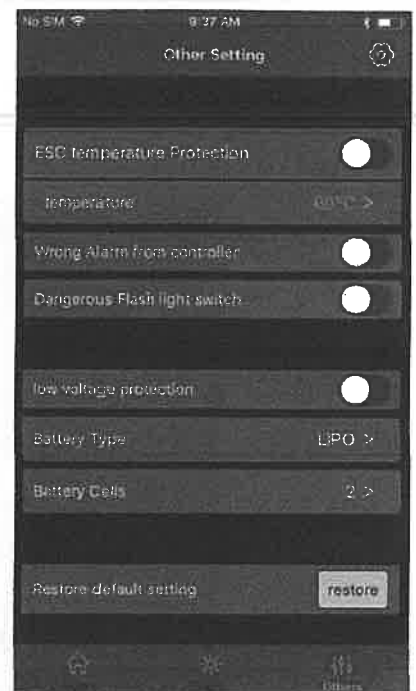 No SIM 9:37 AM
Other Setting
ESC temperature Protection
temperature
Wrong Alarm from controller
Dangerous Flash light switch
low voltage protection
Battery Type LIPO >
Battery Cells 2 >
Restore default setting restore
Others